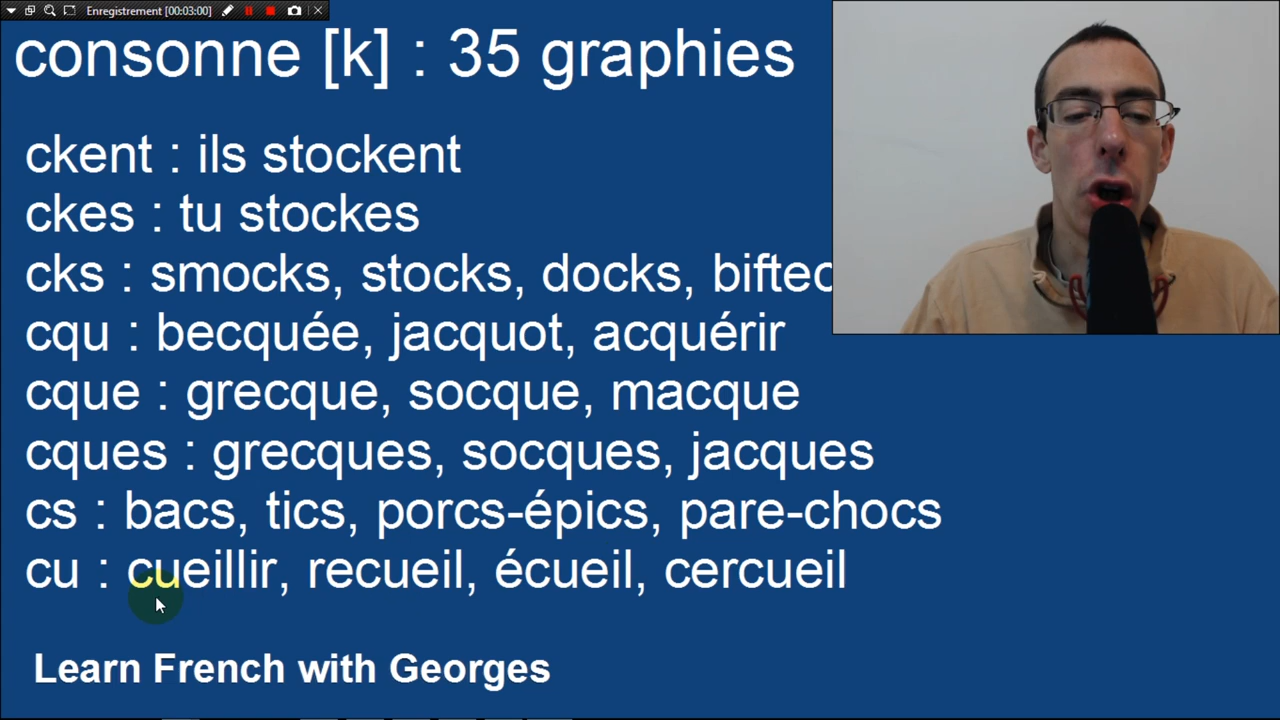 Enregistrement [00:03:00]
consonne [k] : 35 graphies
ckent : ils stockent
ckes : tu stockes
cks : smocks, stocks, docks,
cqu : becquée, jacquot, acquérir
cque : grecque, socque, macque
cques : grecques, socques, jacques
cs : bacs, tics, porcs-épics, pare-chocs
cu : cueillir, recueil, écueil, cercueil
Learn French with Georges